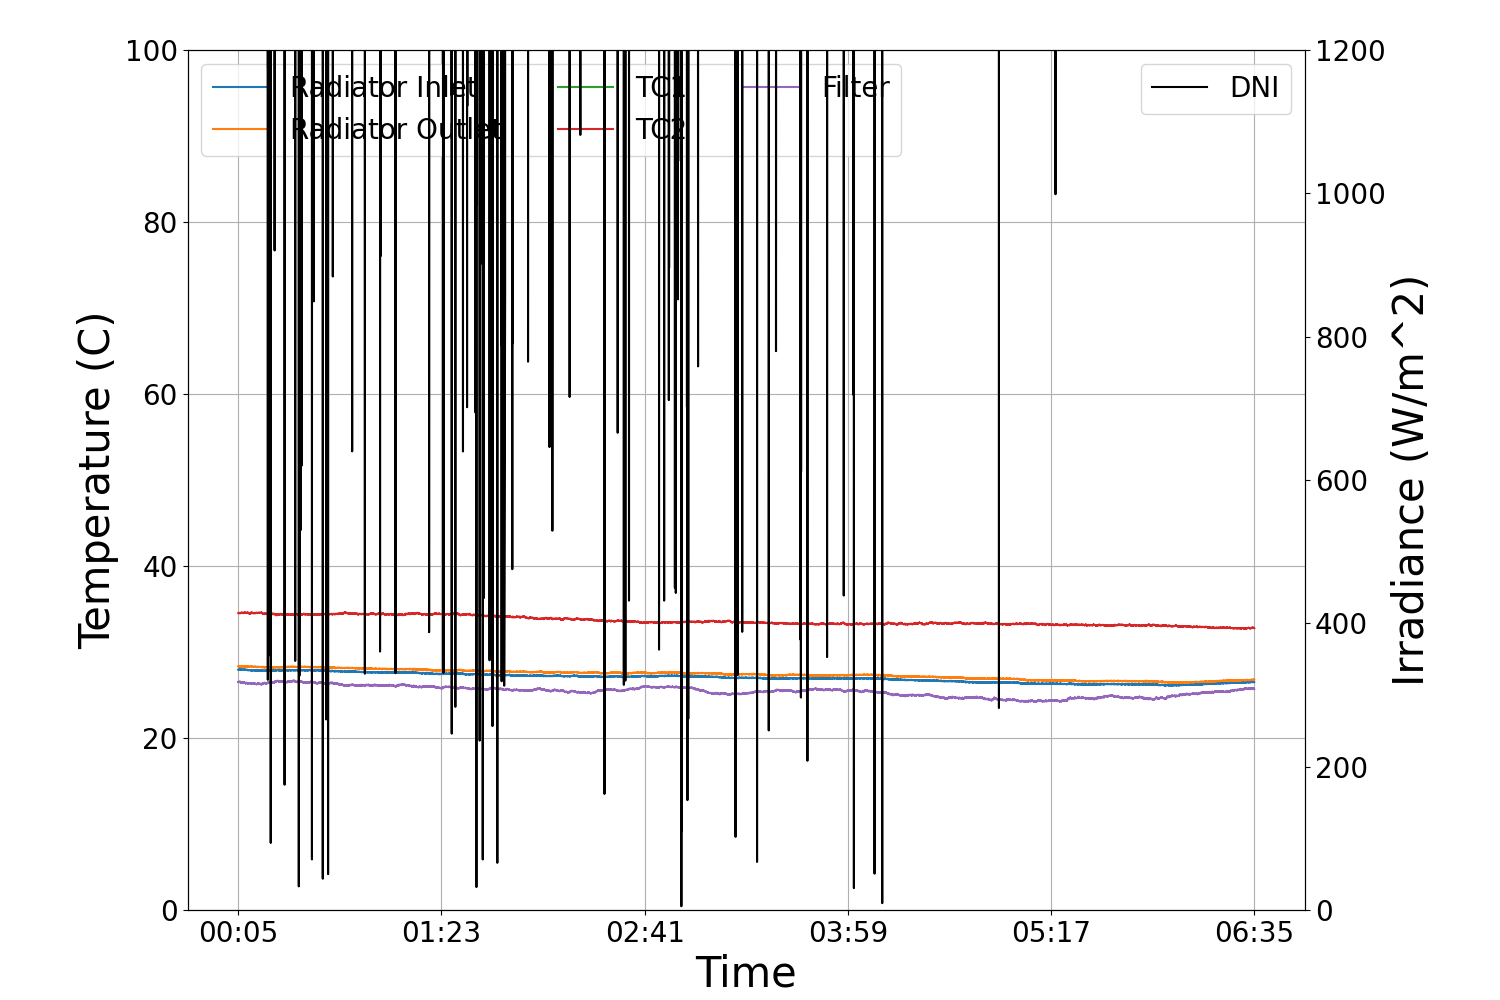 Radiator Inlet
Radiator Outlet
TC1
TC2
Filter
DNI
100
80
60
40
20
0
Temperature (C)
1200
1000
800
600
400
200
0
Irradiance (W/m^2)
00:05 01:23 02:41 03:59 05:17 06:35
Time